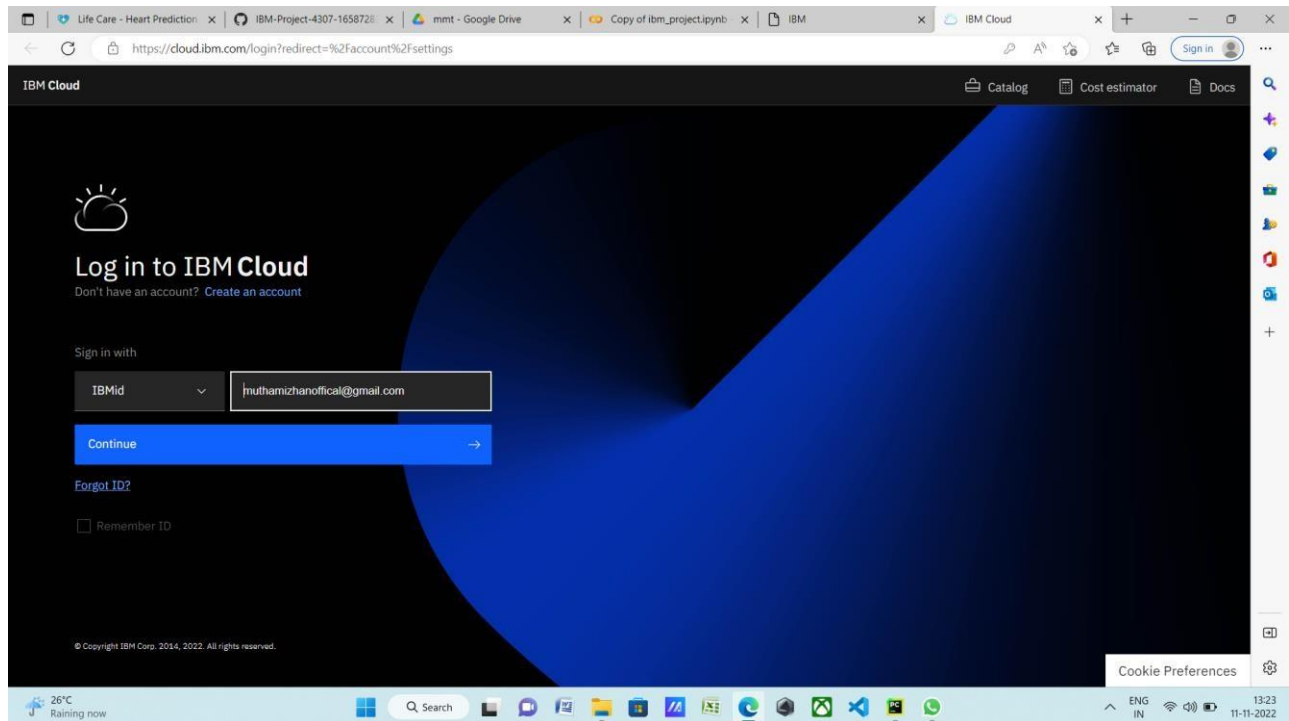 Life Care - Heart Prediction
IBM-Project-4307-1658728
mmt - Google Drive
Copy of ibm_project.ipynb
IBM
IBM Cloud
https://cloud.ibm.com/login?redirect=%2Faccount%2Fsettings
Sign in
IBM Cloud
Catalog
Cost estimator
Docs
Log in to IBM Cloud
Don't have an account? Create an account
Sign in with
IBMid
muthamizhanoffical@gmail.com
Continue
Forgot ID?
Remember ID
© Copyright IBM Corp. 2014, 2022. All rights reserved.
Cookie Preferences
26°C
Raining now
Search
ENG
IN
13:23
11-11-2022